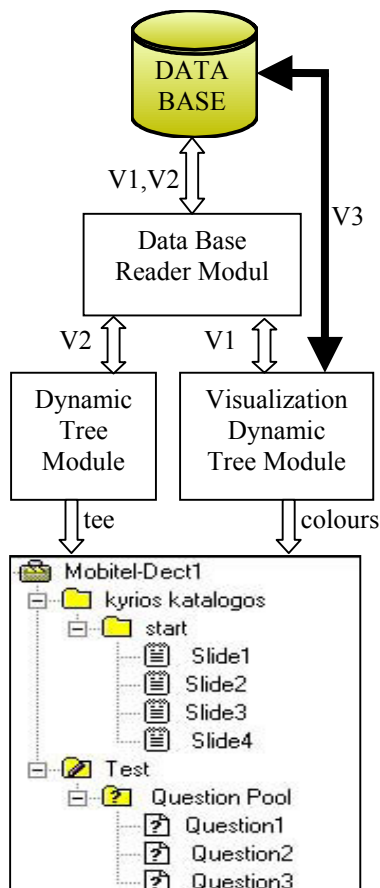 DATA
BASE
V1,V2
V3
Data Base
Reader Modul
V2
V1
Dynamic
Tree
Module
Visualization
Dynamic
Tree Module
tee
colours
Mobitel-Dect1
kyrios katalogos
start
Slide1
Slide2
Slide3
Slide4
Test
Question Pool
Question1
Question2
Question3